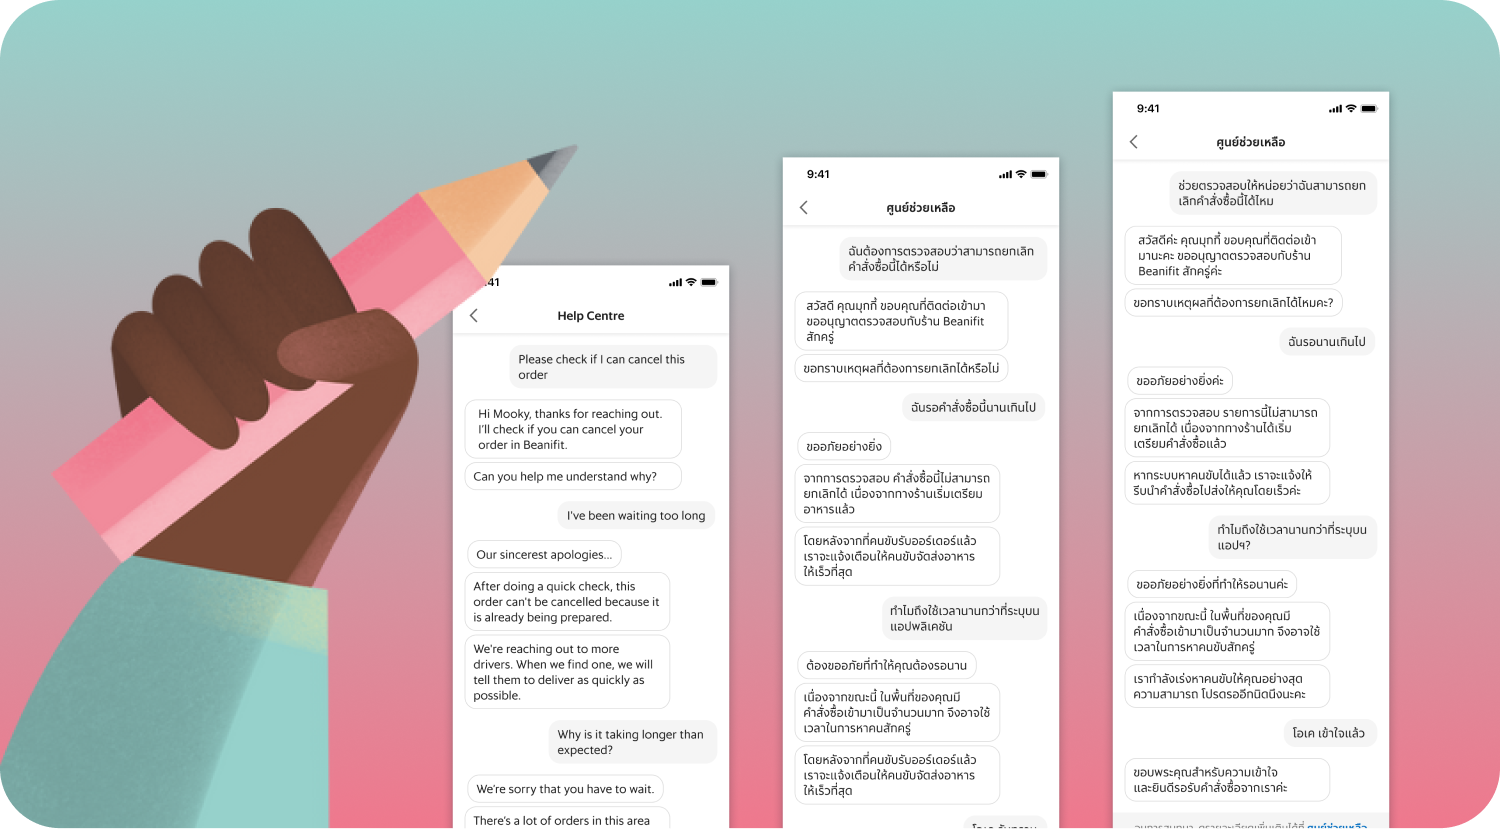 :41
Help Centre
Please check if I can cancel this
order
Hi Mooky, thanks for reaching out.
I'll check if you can cancel your
order in Beanifit.
Can you help me understand why?
I've been waiting too long
Our sincerest apologies...
After doing a quick check, this
order can't be cancelled because it
is already being prepared.
We're reaching out to more
drivers. When we find one, we will
tell them to deliver as quickly as
possible.
Why is it taking longer than
expected?
We're sorry that you have to wait.
There's a lot of orders in this area
9:41
ศูนย์ช่วยเหลือ
ฉันต้องการตรวจสอบว่าสามารถยกเลิก
คำสั่งซื้อนี้ได้หรือไม่
สวัสดี คุณมุกกี้ ขอบคุณที่ติดต่อเข้ามา
ขออนุญาตตรวจสอบกับร้าน Beanifit
สักครู่
ขอทราบเหตุผลที่ต้องการยกเลิกได้หรือไม่
ฉันรอคำสั่งซื้อนี้นานเกินไป
ขออภัยอย่างยิ่ง
จากการตรวจสอบ คำสั่งซื้อนี้ไม่สามารถ
ยกเลิกได้ เนื่องจากทางร้านเริ่มเตรียม
อาหารแล้ว
โดยหลังจากที่คนขับรับออร์เดอร์แล้ว
เราจะแจ้งเตือนให้คนขับจัดส่งอาหาร
ให้เร็วที่สุด
ทำไมถึงใช้เวลานานกว่าที่ระบุบน
แอปพลิเคชัน
ต้องขออภัยที่ทำให้คุณต้องรอนาน
เนื่องจากขณะนี้ ในพื้นที่ของคุณมี
คำสั่งซื้อเข้ามาเป็นจำนวนมาก จึงอาจใช้
เวลาในการหาคนสักครู่
โดยหลังจากที่คนขับรับออร์เดอร์แล้ว
เราจะแจ้งเตือนให้คนขับจัดส่งอาหาร
ให้เร็วที่สุด
9:41
ศูนย์ช่วยเหลือ
ช่วยตรวจสอบให้หน่อยว่าฉันสามารถยก
เลิกคำสั่งซื้อนี้ได้ไหม
สวัสดีค่ะ คุณมุกกี้ ขอบคุณที่ติดต่อเข้า
มานะคะ ขออนุญาตตรวจสอบกับร้าน
Beanifit สักครู่ค่ะ
ขอทราบเหตุผลที่ต้องการยกเลิกได้ไหมคะ?
ฉันรอนานเกินไป
ขออภัยอย่างยิ่งค่ะ
จากการตรวจสอบ รายการนี้ไม่สามารถ
ยกเลิกได้ เนื่องจากทางร้านได้เริ่ม
เตรียมคำสั่งซื้อแล้ว
หากระบบหาคนขับได้แล้ว เราจะแจ้งให้
รีบนำคำสั่งซื้อไปส่งให้คุณโดยเร็วค่ะ
ทำไมถึงใช้เวลานานกว่าที่ระบุบน
แอปฯ?
ขออภัยอย่างยิ่งที่ทำให้รอนานค่ะ
เนื่องจากขณะนี้ ในพื้นที่ของคุณมี
คำสั่งซื้อเข้ามาเป็นจำนวนมาก จึงอาจใช้
เวลาในการหาคนขับสักครู่
เรากำลังเร่งหาคนขับให้คุณอย่างสุด
ความสามารถ โปรดรออีกนิดนึงนะคะ
โอเค เข้าใจแล้ว
ขอบพระคุณสำหรับความเข้าใจ
และยินดีรอรับคำสั่งซื้อจากเราค่ะ
ศูนย์ช่วยเหลือ